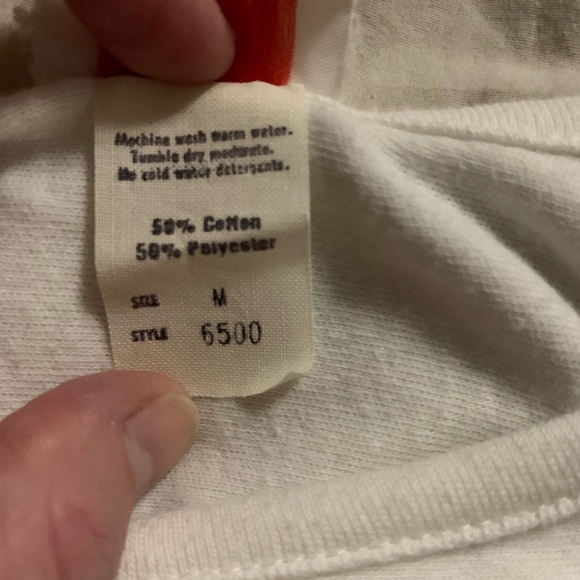 Machine wash warm water.
Tumble dry moderate.
No cold water detergents.
50% Cotton
50% Polyester
SIZE M
STYLE 6500